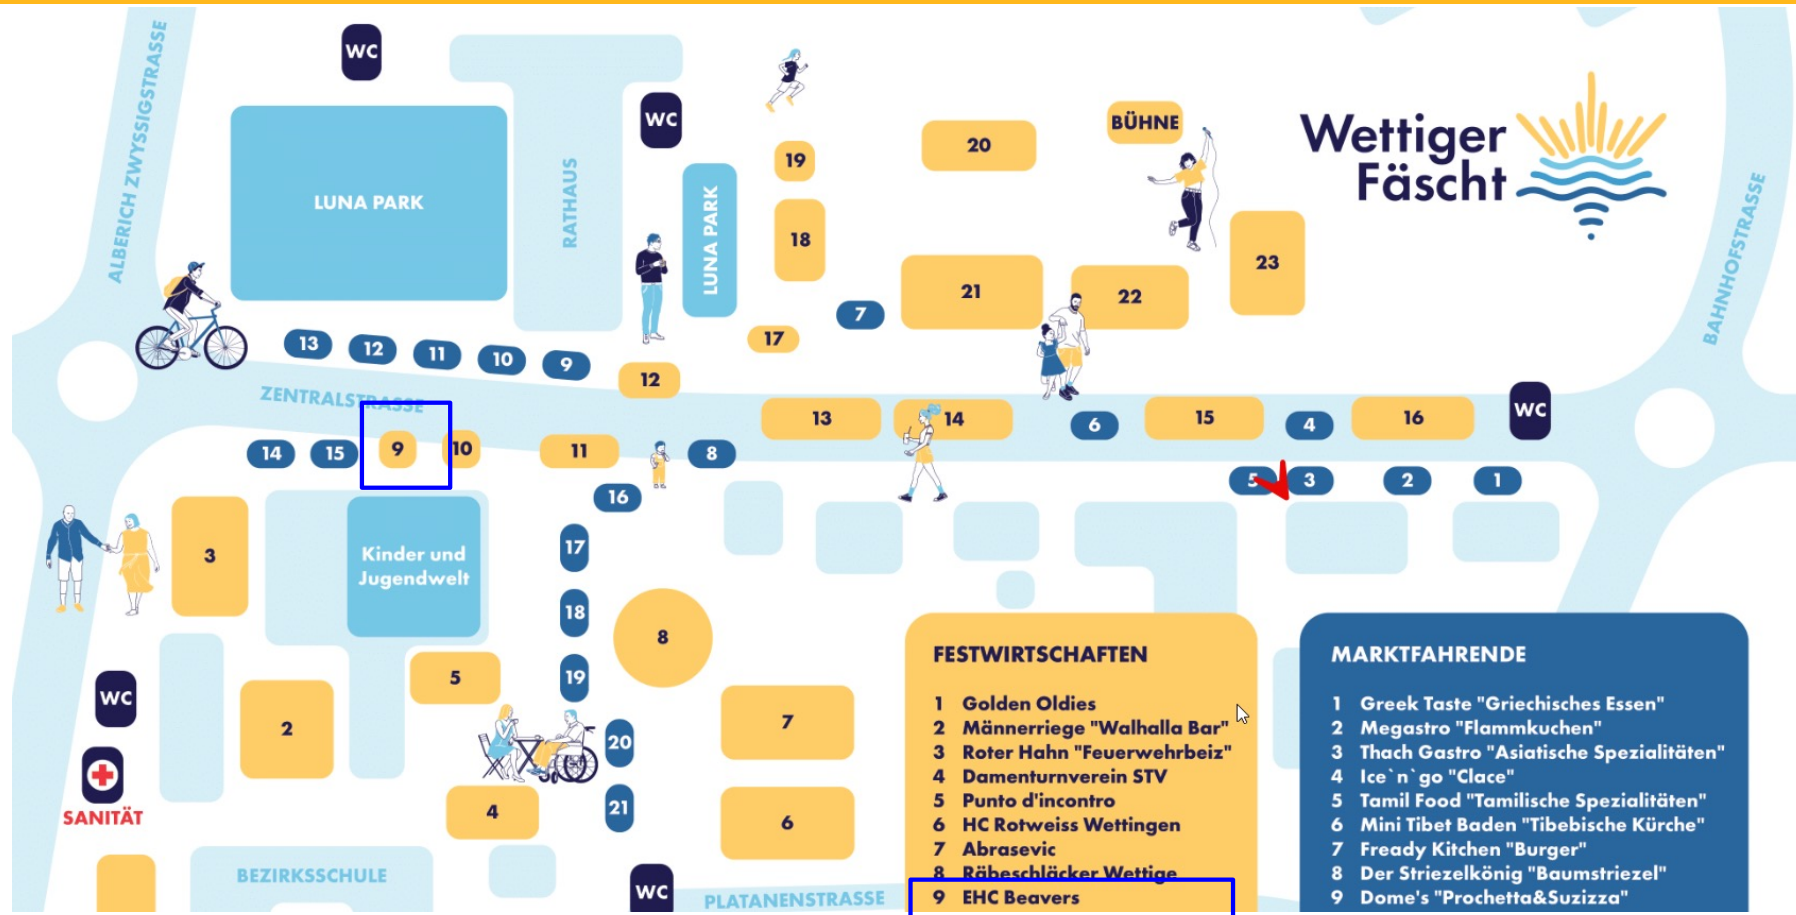 WC
ALBERICH ZWYSSIGSTRASSE
LUNA PARK
RATHAUS
WC
LUNA PARK
19
18
20
BÜHNE
Wettiger
Fäscht
BAHNHOFSTRASSE
21
22
23
7
17
13
12
11
10
9
12
ZENTRALSTRASSE
13
14
6
15
4
16
WC
14
15
9
10
11
8
16
5
3
2
1
3
Kinder und
Jugendwelt
17
18
19
8
5
2
WC
SANITÄT
20
21
4
7
6
BEZIRKSSCHULE
WC
PLATANENSTRASSE
FESTWIRTSCHAFTEN
1 Golden Oldies
2 Männerriege "Walhalla Bar"
3 Roter Hahn "Feuerwehrbeiz"
4 Damenturnverein STV
5 Punto d'incontro
6 HC Rotweiss Wettingen
7 Abrasevic
8 Räbeschläcker Wettige
9 EHC Beavers
MARKTFAHRENDE
1 Greek Taste "Griechisches Essen"
2 Megastro "Flammkuchen"
3 Thach Gastro "Asiatische Spezialitäten"
4 Ice`n`go "Clace"
5 Tamil Food "Tamilische Spezialitäten"
6 Mini Tibet Baden "Tibebische Kürche"
7 Fready Kitchen "Burger"
8 Der Striezelkönig "Baumstriezel"
9 Dome's "Prochetta&Suzizza"